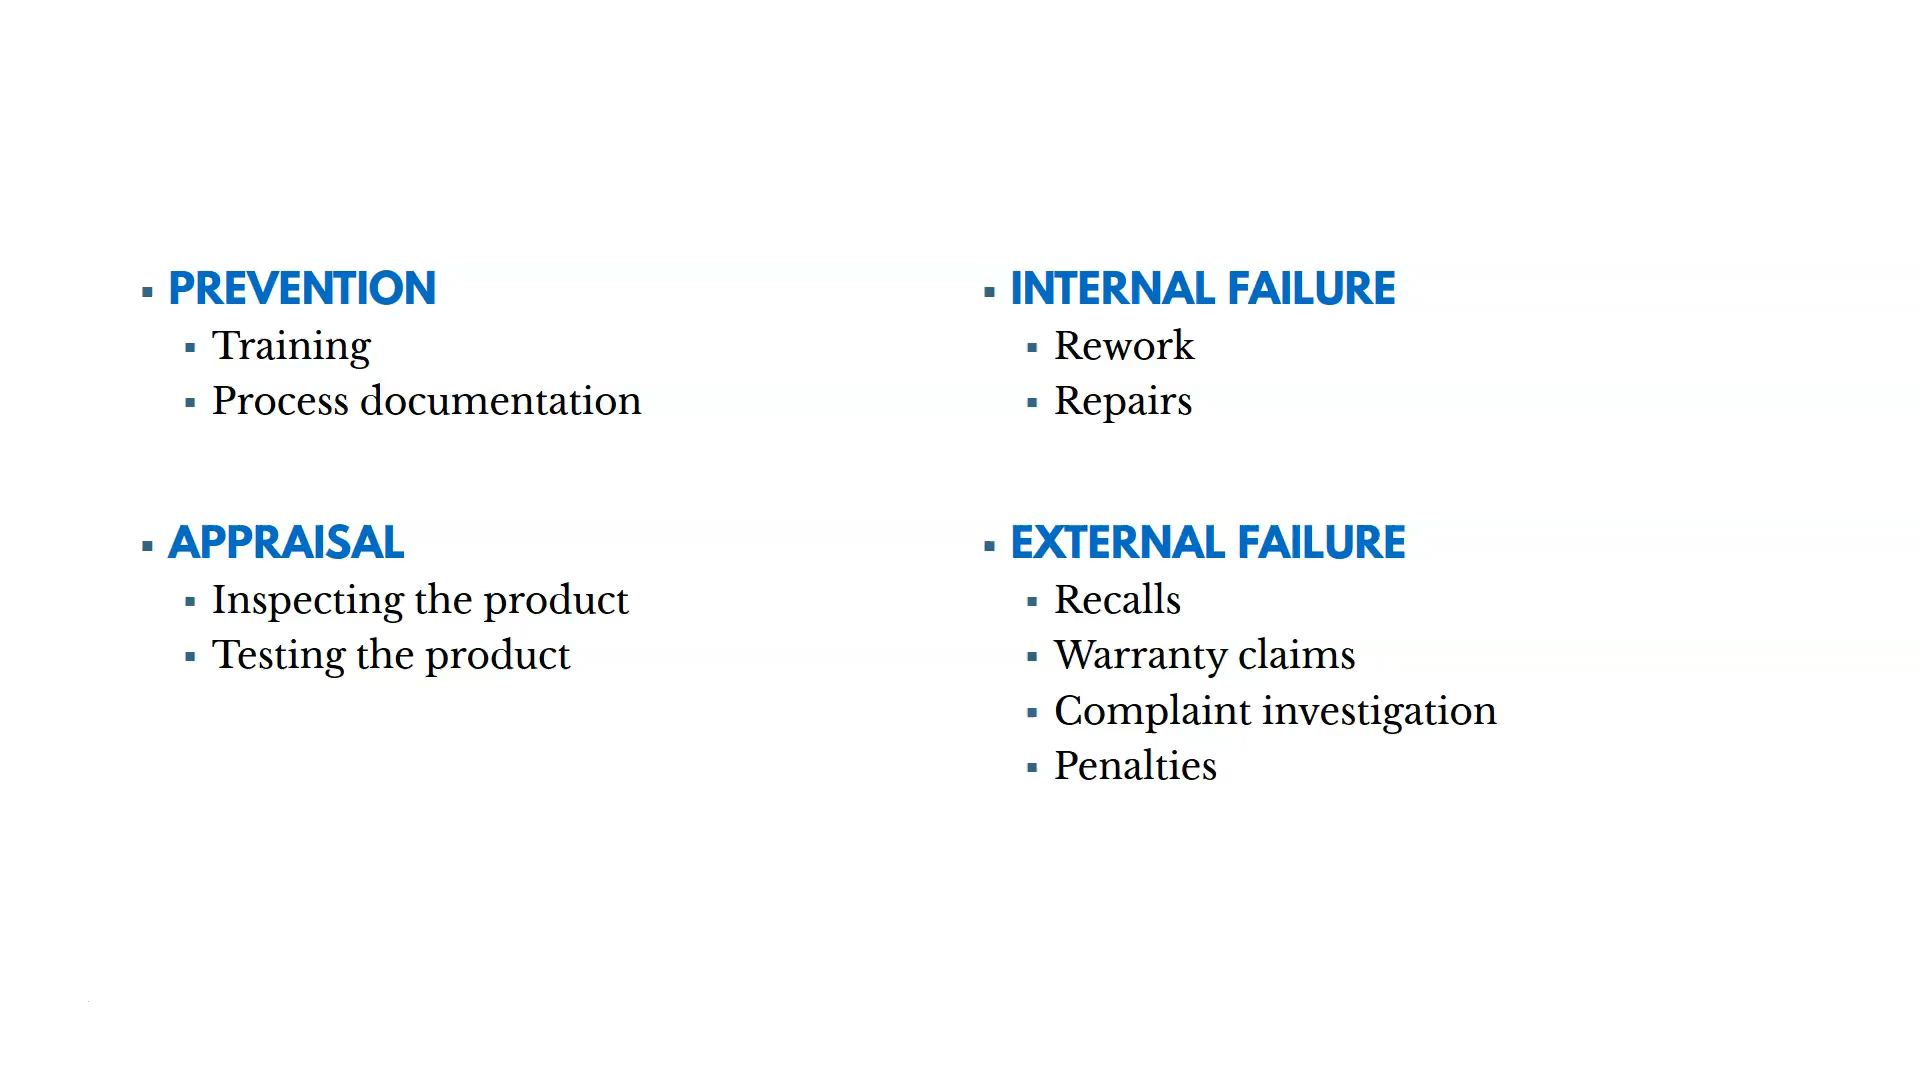 PREVENTION
Training
Process documentation
APPRAISAL
Inspecting the product
Testing the product
INTERNAL FAILURE
Rework
Repairs
EXTERNAL FAILURE
Recalls
Warranty claims
Complaint investigation
Penalties